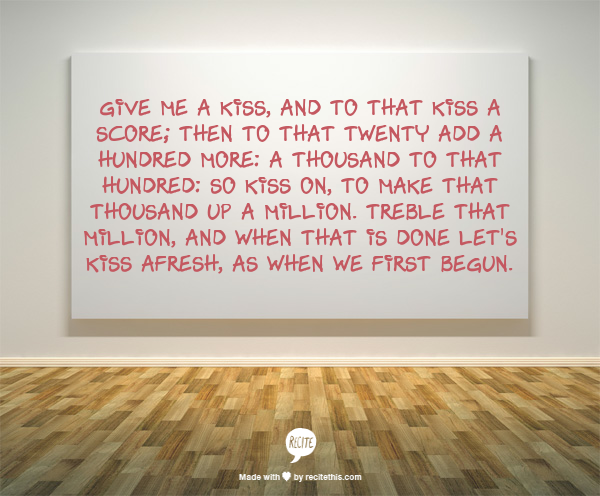 GIVE ME A KISS, AND TO THAT KISS A
SCORE; THEN TO THAT TWENTY ADD A
HUNDRED MORE: A THOUSAND TO THAT
HUNDRED: SO KISS ON, TO MAKE THAT
THOUSAND UP A MILLION. TREBLE THAT
MILLION, AND WHEN THAT IS DONE LET'S
KISS AFRESH, AS WHEN WE FIRST BEGUN.
RECITE
Made with ♥ by recitethis.com